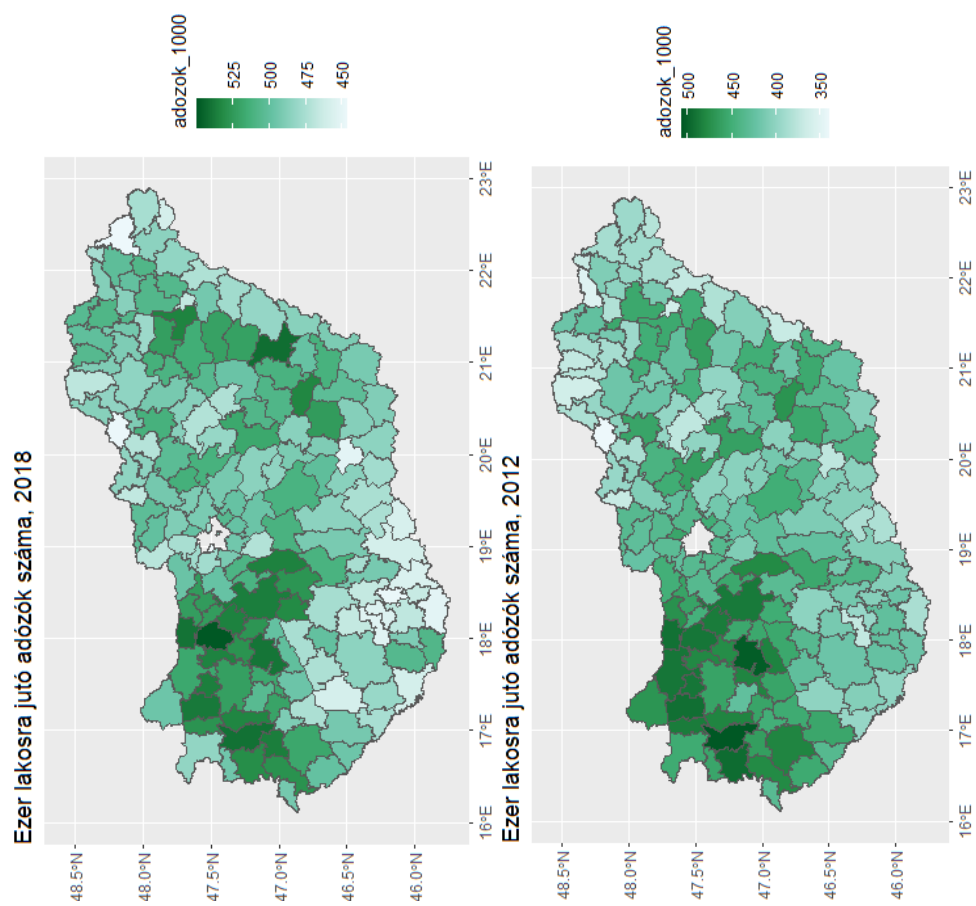 Ezer lakosra jutó adózók száma, 2018
48.5°N
48.0°N
47.5°N
47.0°N
46.5°N
46.0°N
16°E
17°E
18°E
19°E
20°E
21°E
22°E
23°E
adozok_1000
525
500
475
450
Ezer lakosra jutó adózók száma, 2012
48.5°N
48.0°N
47.5°N
47.0°N
46.5°N
46.0°N
16°E
17°E
18°E
19°E
20°E
21°E
22°E
23°E
adozok_1000
500
450
400
350